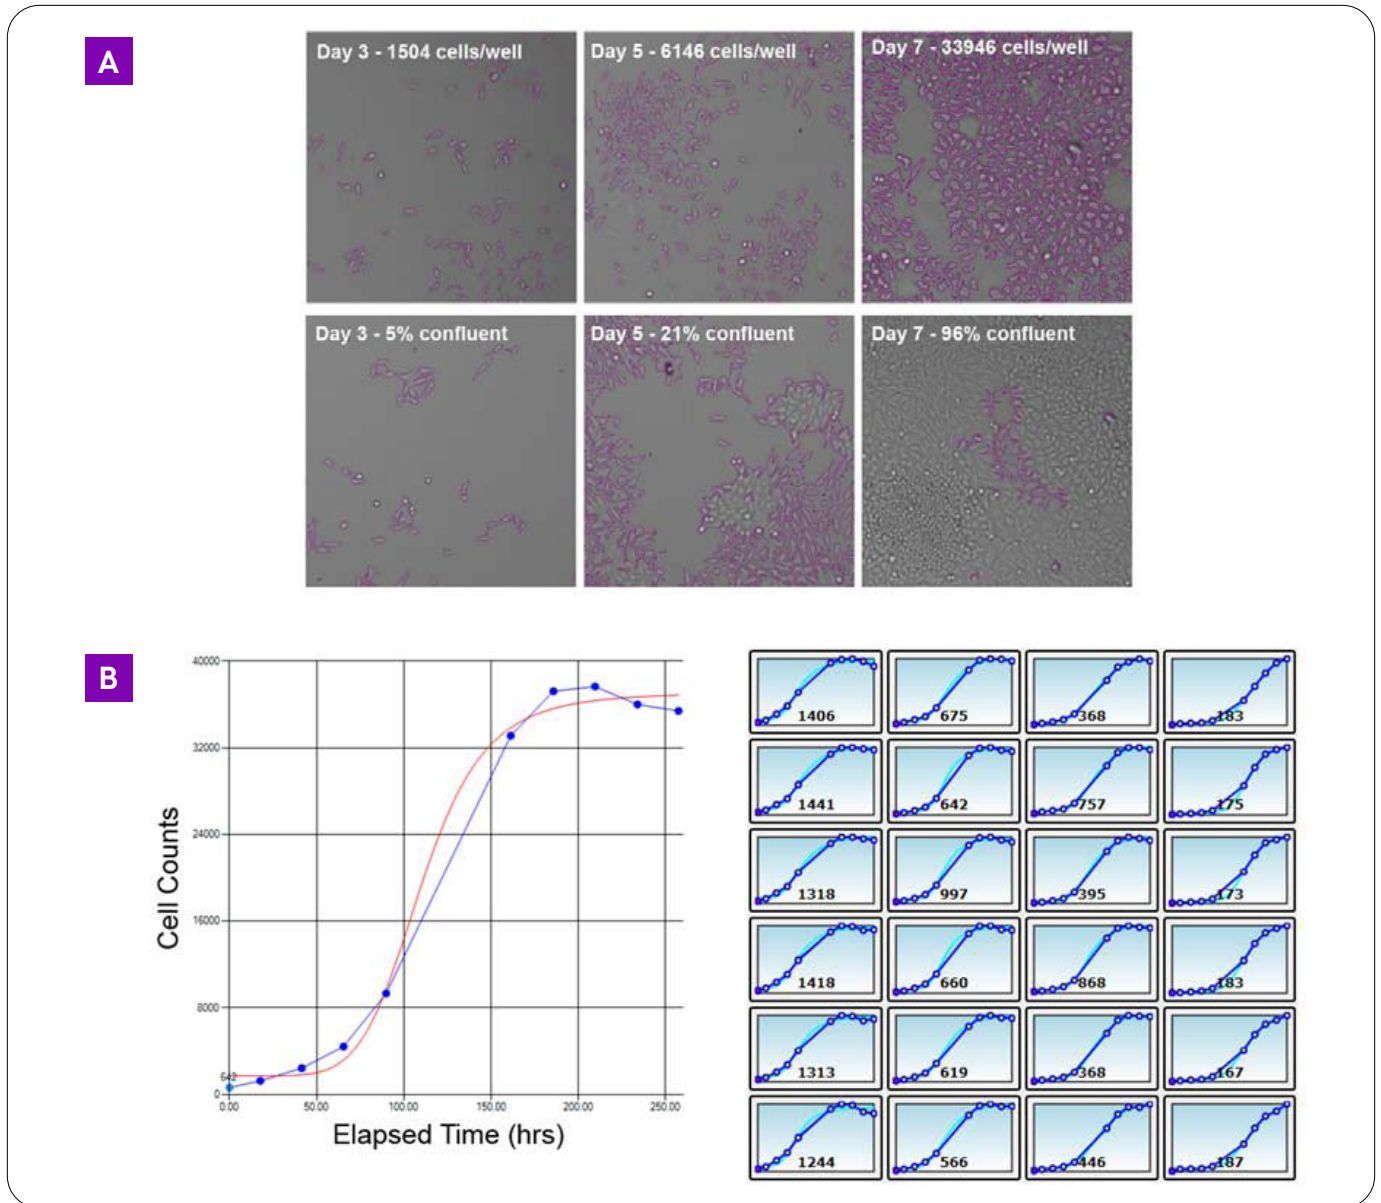 A
Day 3 - 1504 cells/well
Day 5 - 6146 cells/well
Day 7 - 33946 cells/well
Day 3 - 5% confluent
Day 5 - 21% confluent
Day 7 - 96% confluent
B
Cell Counts
40000
32000
24000
16000
8000
642
0
0.00 50.00 100.00 150.00 200.00 250.00
Elapsed Time (hrs)
1406 675 368 183
1441 642 757 175
1318 997 395 173
1418 660 868 183
1313 619 368 167
1244 566 446 187